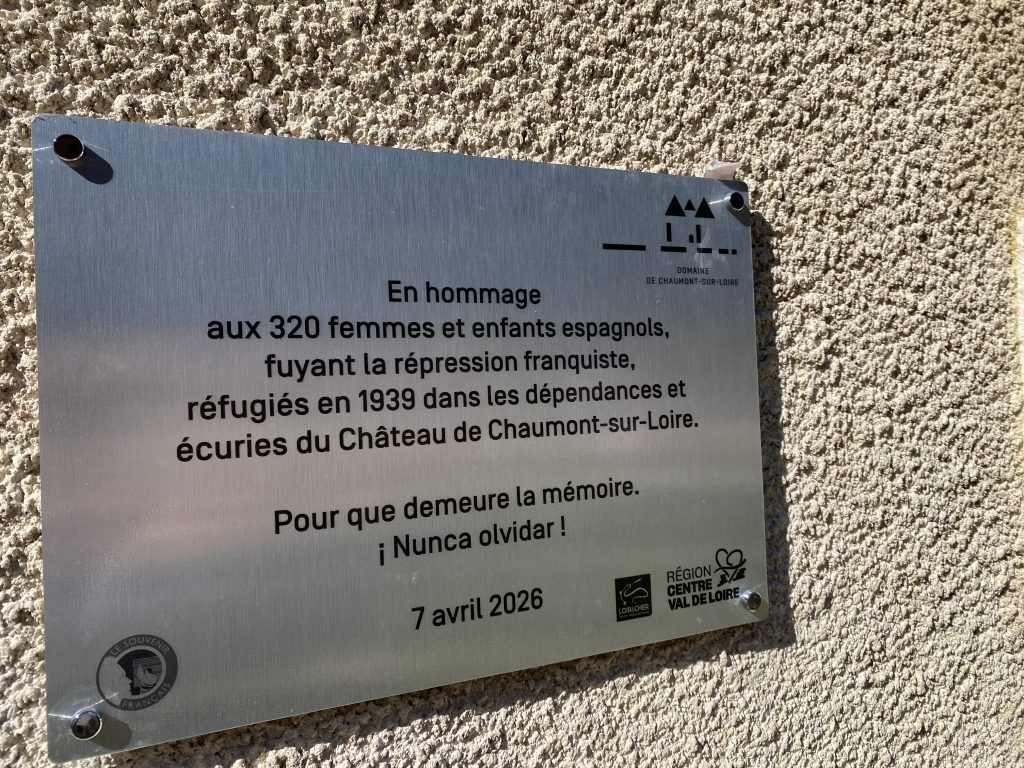 DOMAINE
DE CHAUMONT-SUR-LOIRE
En hommage
aux 320 femmes et enfants espagnols,
fuyant la répression franquiste,
réfugiés en 1939 dans les dépendances et
écuries du Château de Chaumont-sur-Loire.
Pour que demeure la mémoire.
¡ Nunca olvidar !
7 avril 2026
LE SOUVENIR
FRANÇAIS
LOIR&CHER
RÉGION
CENTRE
VAL DE LOIRE